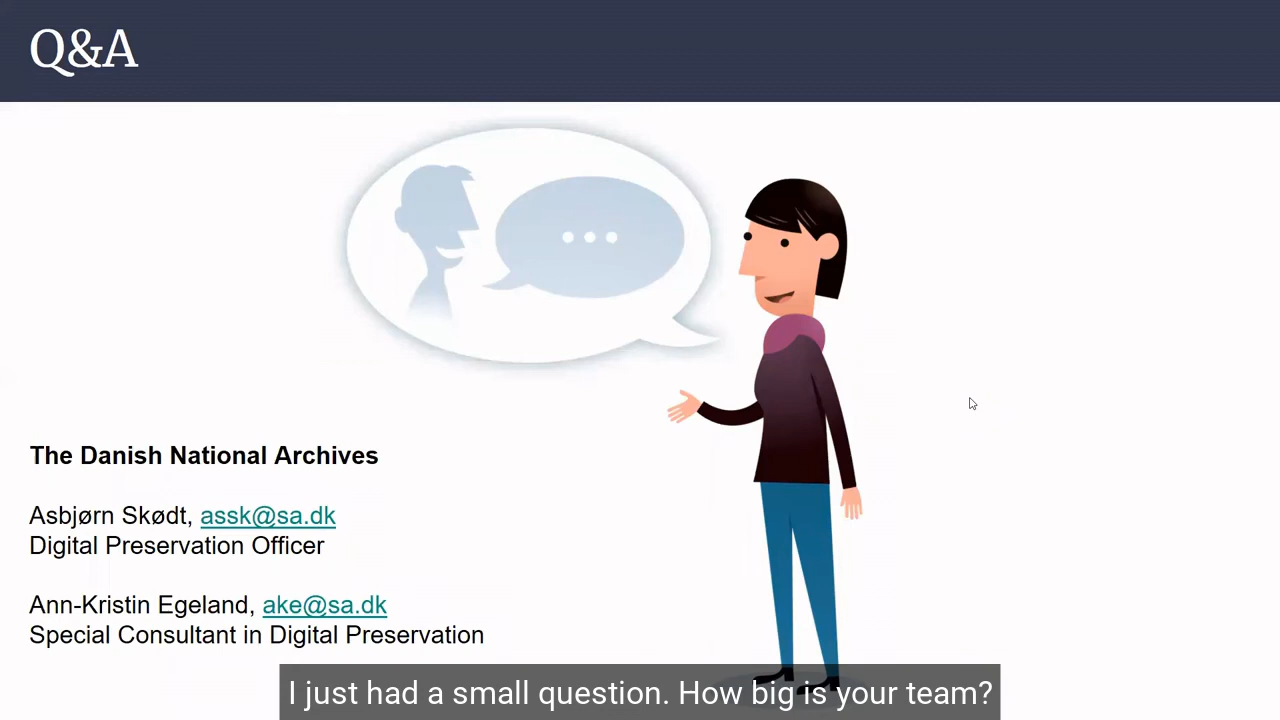 Q&A
The Danish National Archives
Asbjørn Skødt, assk@sa.dk
Digital Preservation Officer
Ann-Kristin Egeland, ake@sa.dk
Special Consultant in Digital Preservation
I just had a small question. How big is your team?